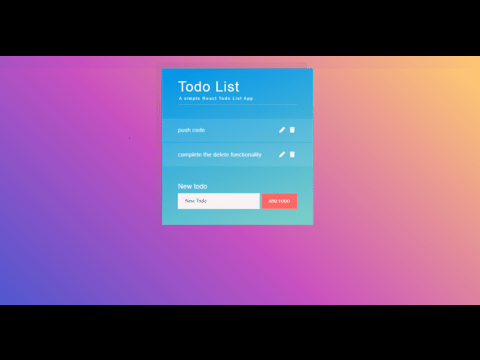 Todo List
A simple React Todo List App
push code
complete the delete functionality
New todo
New Todo
ADD TODO